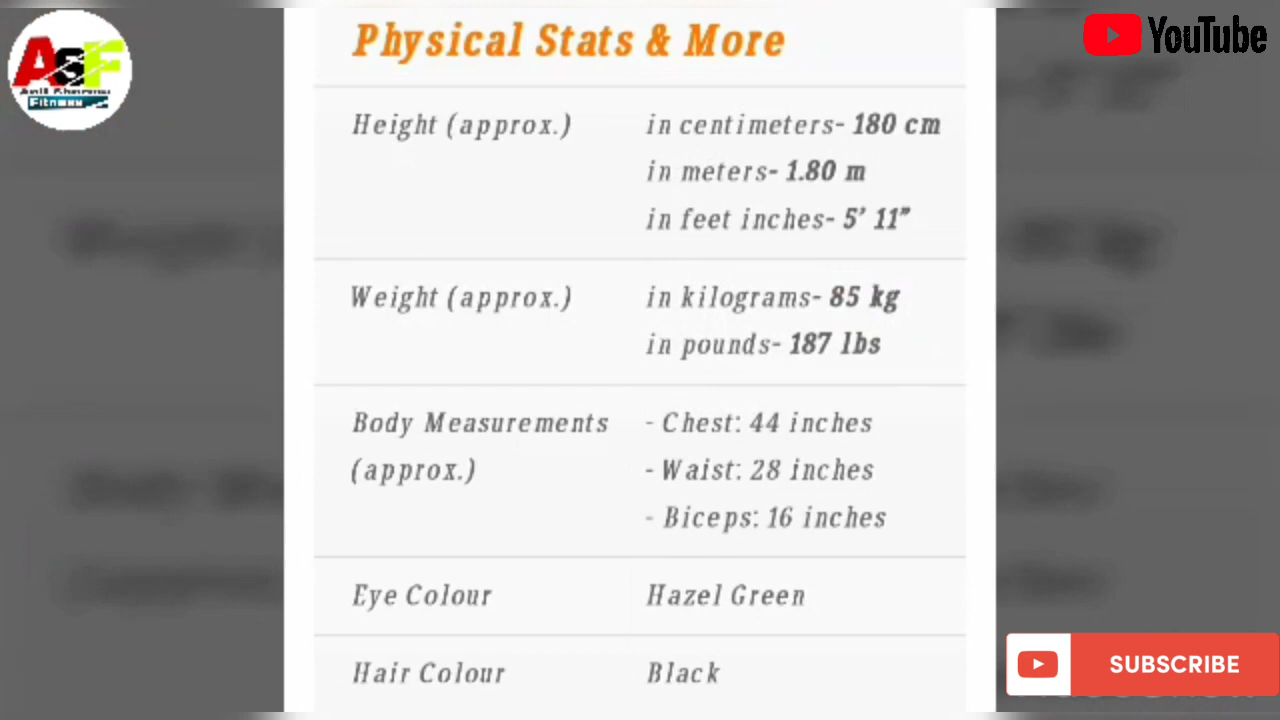 Physical Stats & More
YouTube
ASF
Fitness
Height (approx.) in centimeters- 180 cm
in meters- 1.80 m
in feet inches- 5’ 11”
Weight (approx.) in kilograms- 85 kg
in pounds- 187 lbs
Body Measurements - Chest: 44 inches
(approx.) - Waist: 28 inches
- Biceps: 16 inches
Eye Colour Hazel Green
Hair Colour Black
SUBSCRIBE